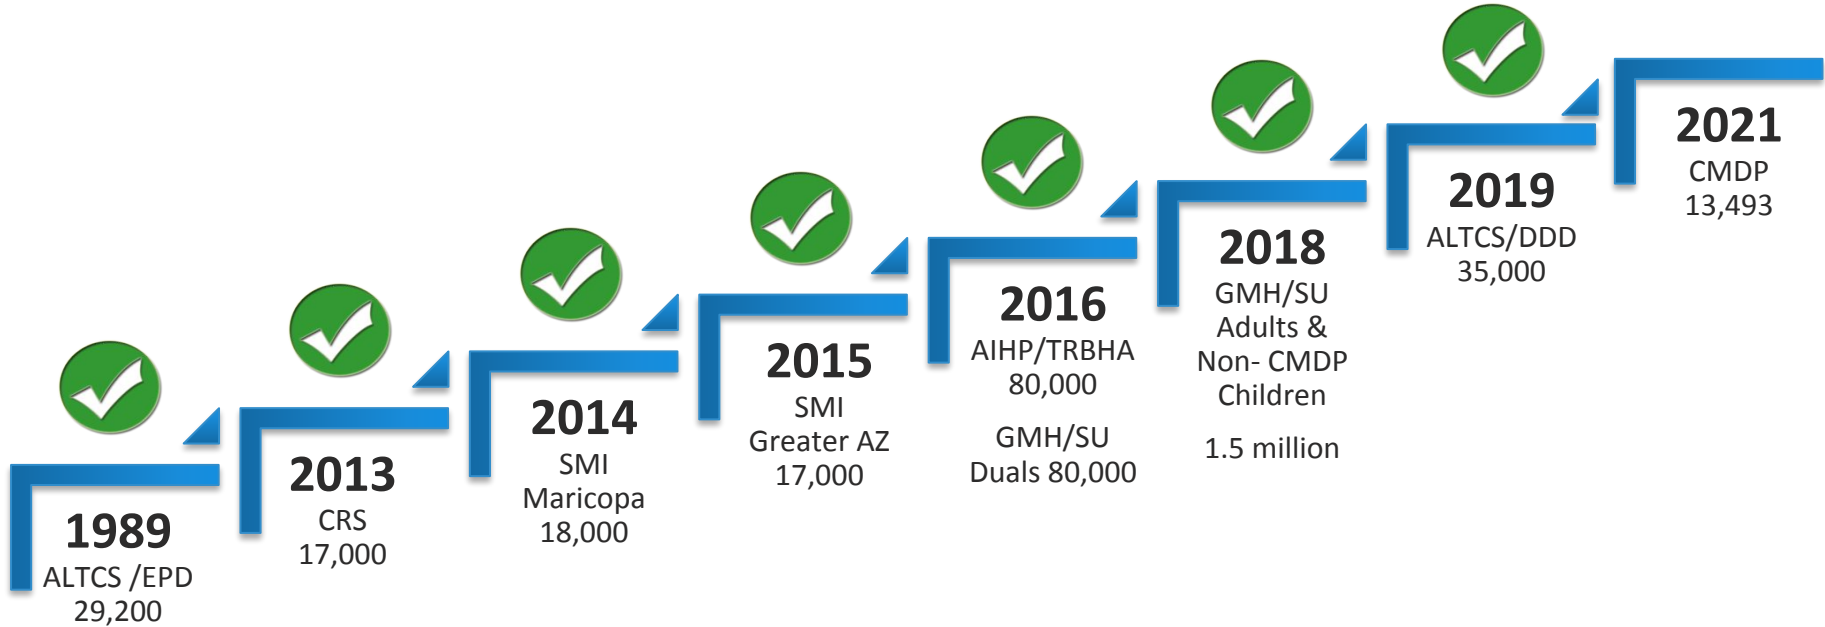 1989
ALTCS /EPD
29,200
2013
CRS
17,000
2014
SMI
Maricopa
18,000
2015
SMI
Greater AZ
17,000
2016
AIHP/TRBHA
80,000
GMH/SU
Duals 80,000
2018
GMH/SU
Adults &
Non- CMDP
Children
1.5 million
2019
ALTCS/DDD
35,000
2021
CMDP
13,493